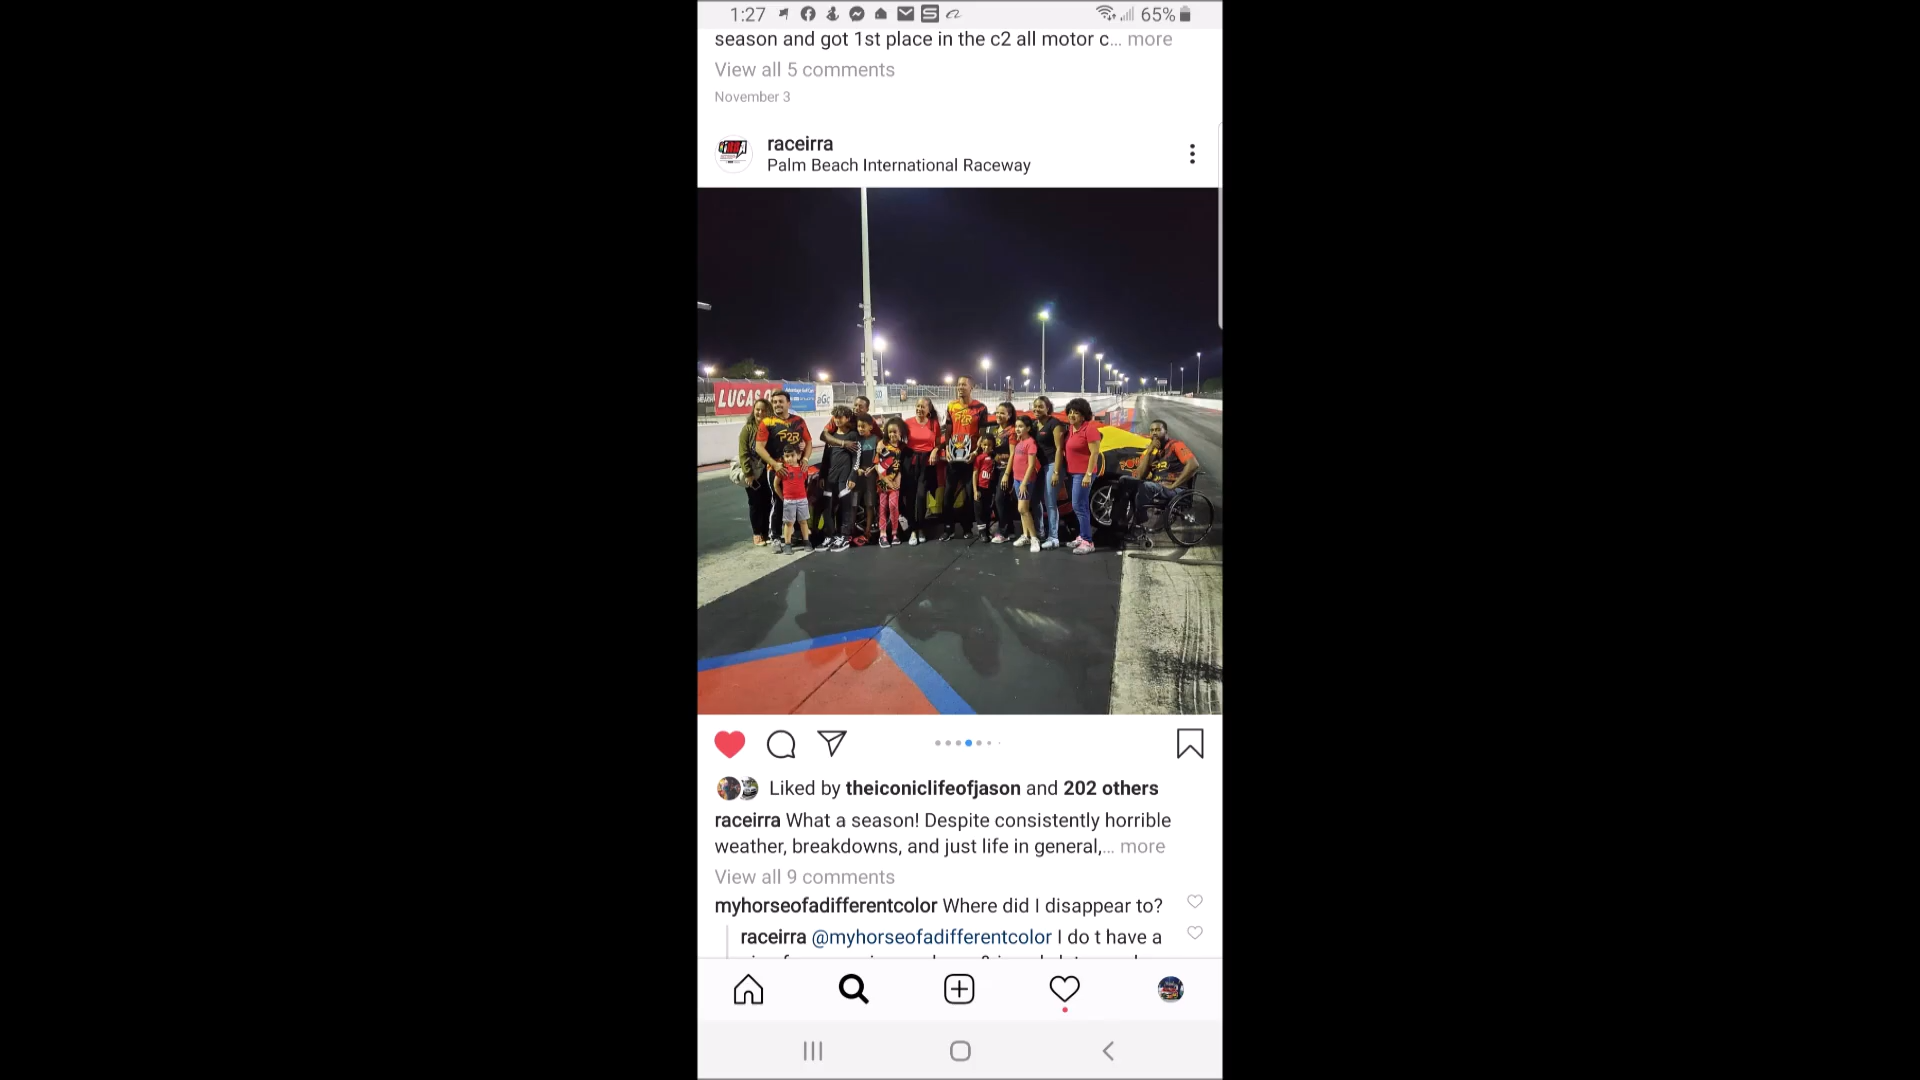 1:27
65%
season and got 1st place in the c2 all motor c... more
View all 5 comments
November 3
raceirra
Palm Beach International Raceway
LUCAS
P2R
P2R
Liked by theiconiclifeofjason and 202 others
raceirra What a season! Despite consistently horrible
weather, breakdowns, and just life in general,... more
View all 9 comments
myhorseofadifferentcolor Where did I disappear to?
raceirra @myhorseofadifferentcolor I do t have a